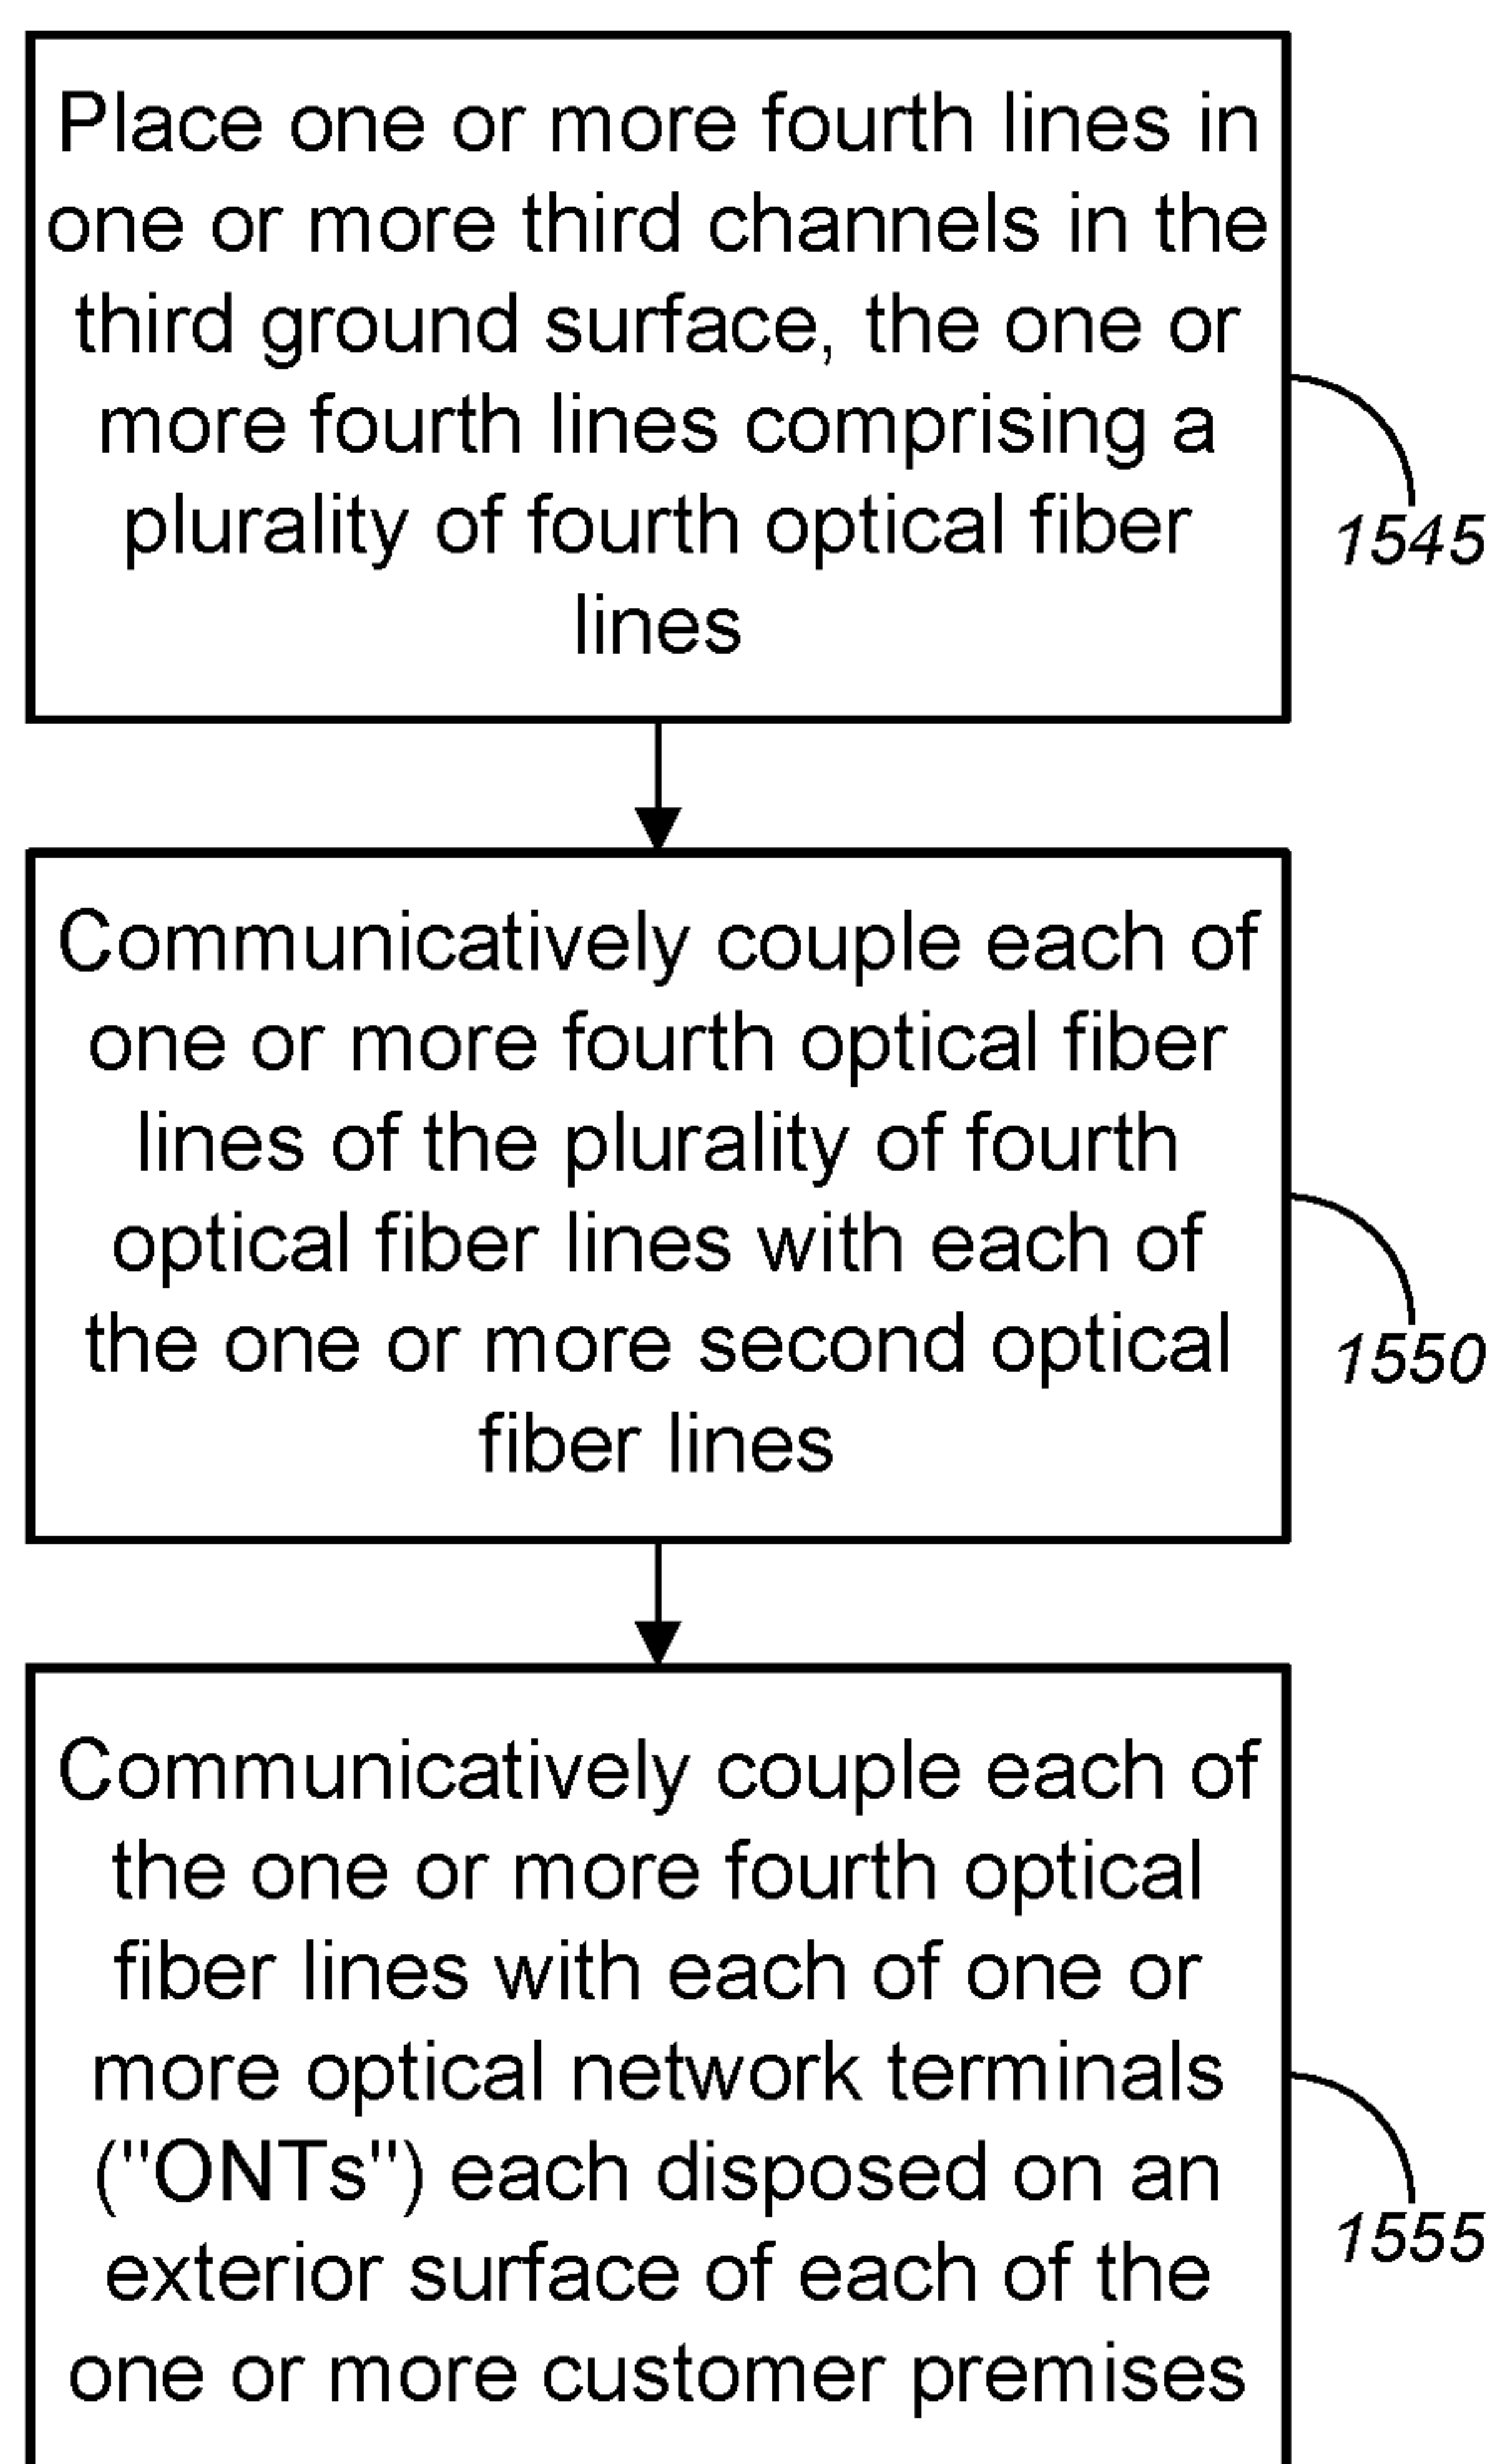 Place one or more fourth lines in
one or more third channels in the
third ground surface, the one or
more fourth lines comprising a
plurality of fourth optical fiber
lines
1545
Communicatively couple each of
one or more fourth optical fiber
lines of the plurality of fourth
optical fiber lines with each of
the one or more second optical
fiber lines
1550
Communicatively couple each of
the one or more fourth optical
fiber lines with each of one or
more optical network terminals
("ONTs") each disposed on an
exterior surface of each of the
one or more customer premises
1555